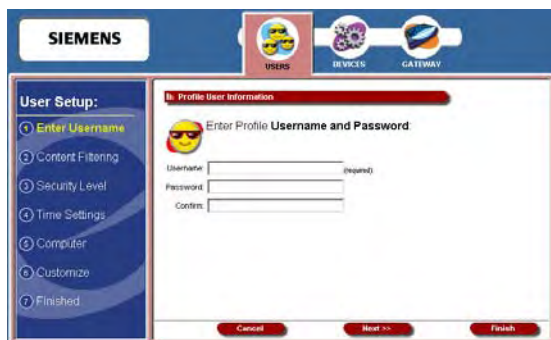 SIEMENS
USERS
DEVICES
GATEWAY
User Setup:
1 Enter Username
2 Content Filtering
3 Security Level
4 Time Settings
5 Computer
6 Customize
7 Finished
Profile User Information
Enter Profile Username and Password
Username:
(required)
Password:
Confirm:
Cancel
Next >>
Finish